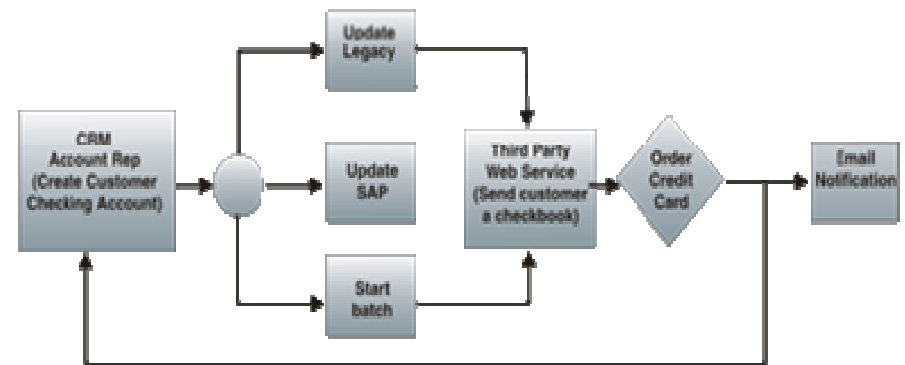 CRM
Account Rep
(Create Customer
Checking Account)
Update
Legacy
Update
SAP
Start
batch
Third Party
Web Service
(Send customer
a checkbook)
Order
Credit
Card
Email
Notification